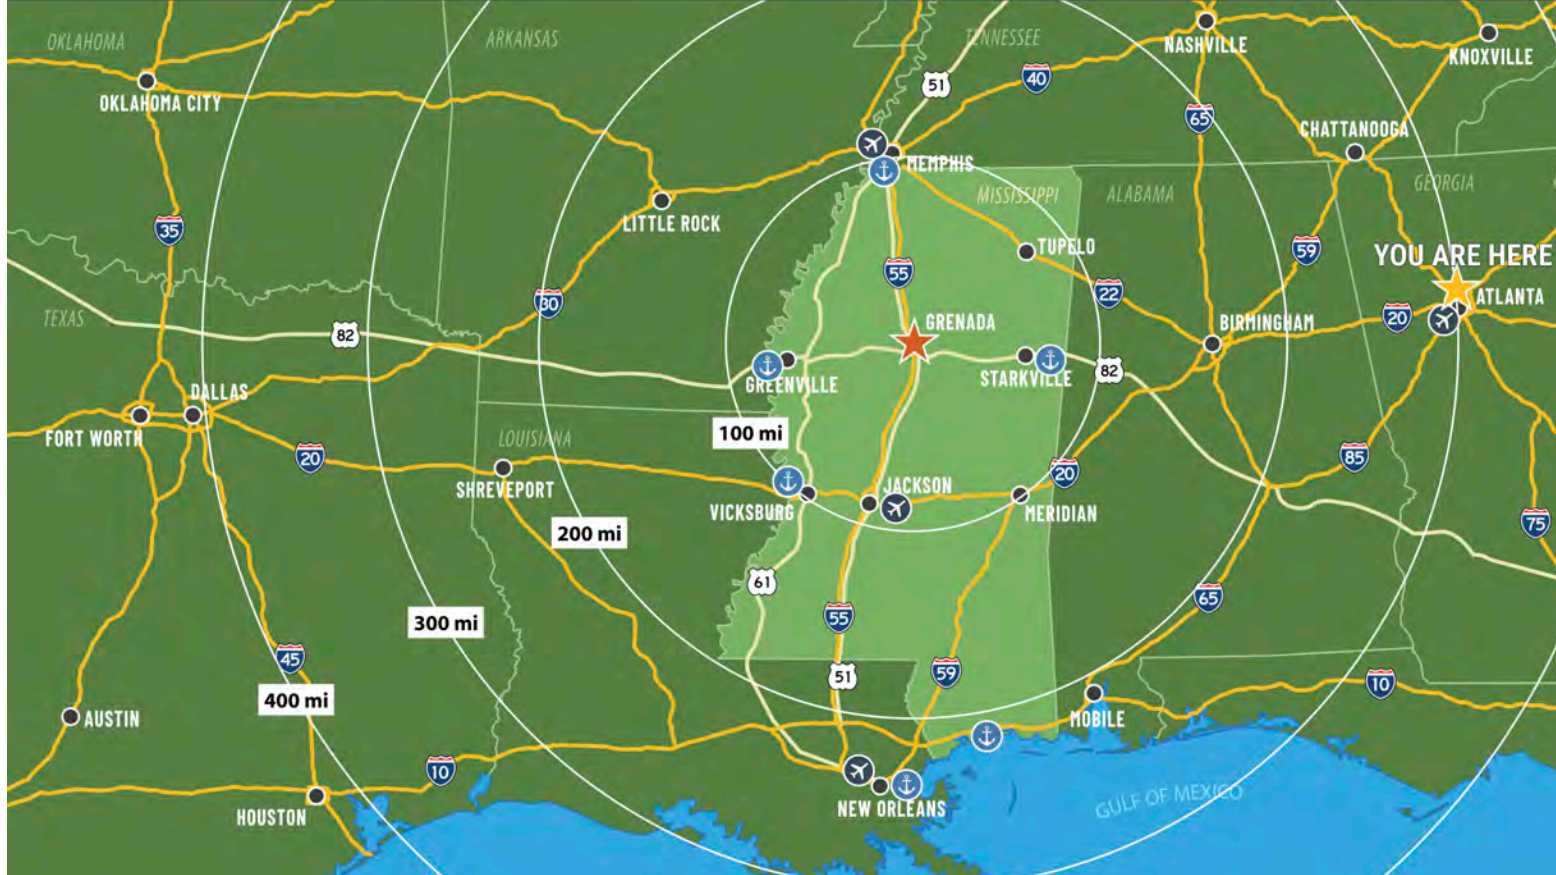 OKLAHOMA
ARKANSAS
TENNESSEE
NASHVILLE
KNOXVILLE
OKLAHOMA CITY
51
40
65
CHATTANOOGA
MEMPHIS
MISSISSIPPI
ALABAMA
GEORGIA
35
LITTLE ROCK
TUPELO
59
YOU ARE HERE
55
22
ATLANTA
30
TEXAS
82
GRENADA
BIRMINGHAM
20
GREENVILLE
STARKVILLE
82
DALLAS
FORT WORTH
100 mi
LOUISIANA
20
SHREVEPORT
JACKSON
20
85
VICKSBURG
MERIDIAN
75
200 mi
61
65
300 mi
55
45
51
59
10
400 mi
AUSTIN
MOBILE
10
HOUSTON
NEW ORLEANS
GULF OF MEXICO